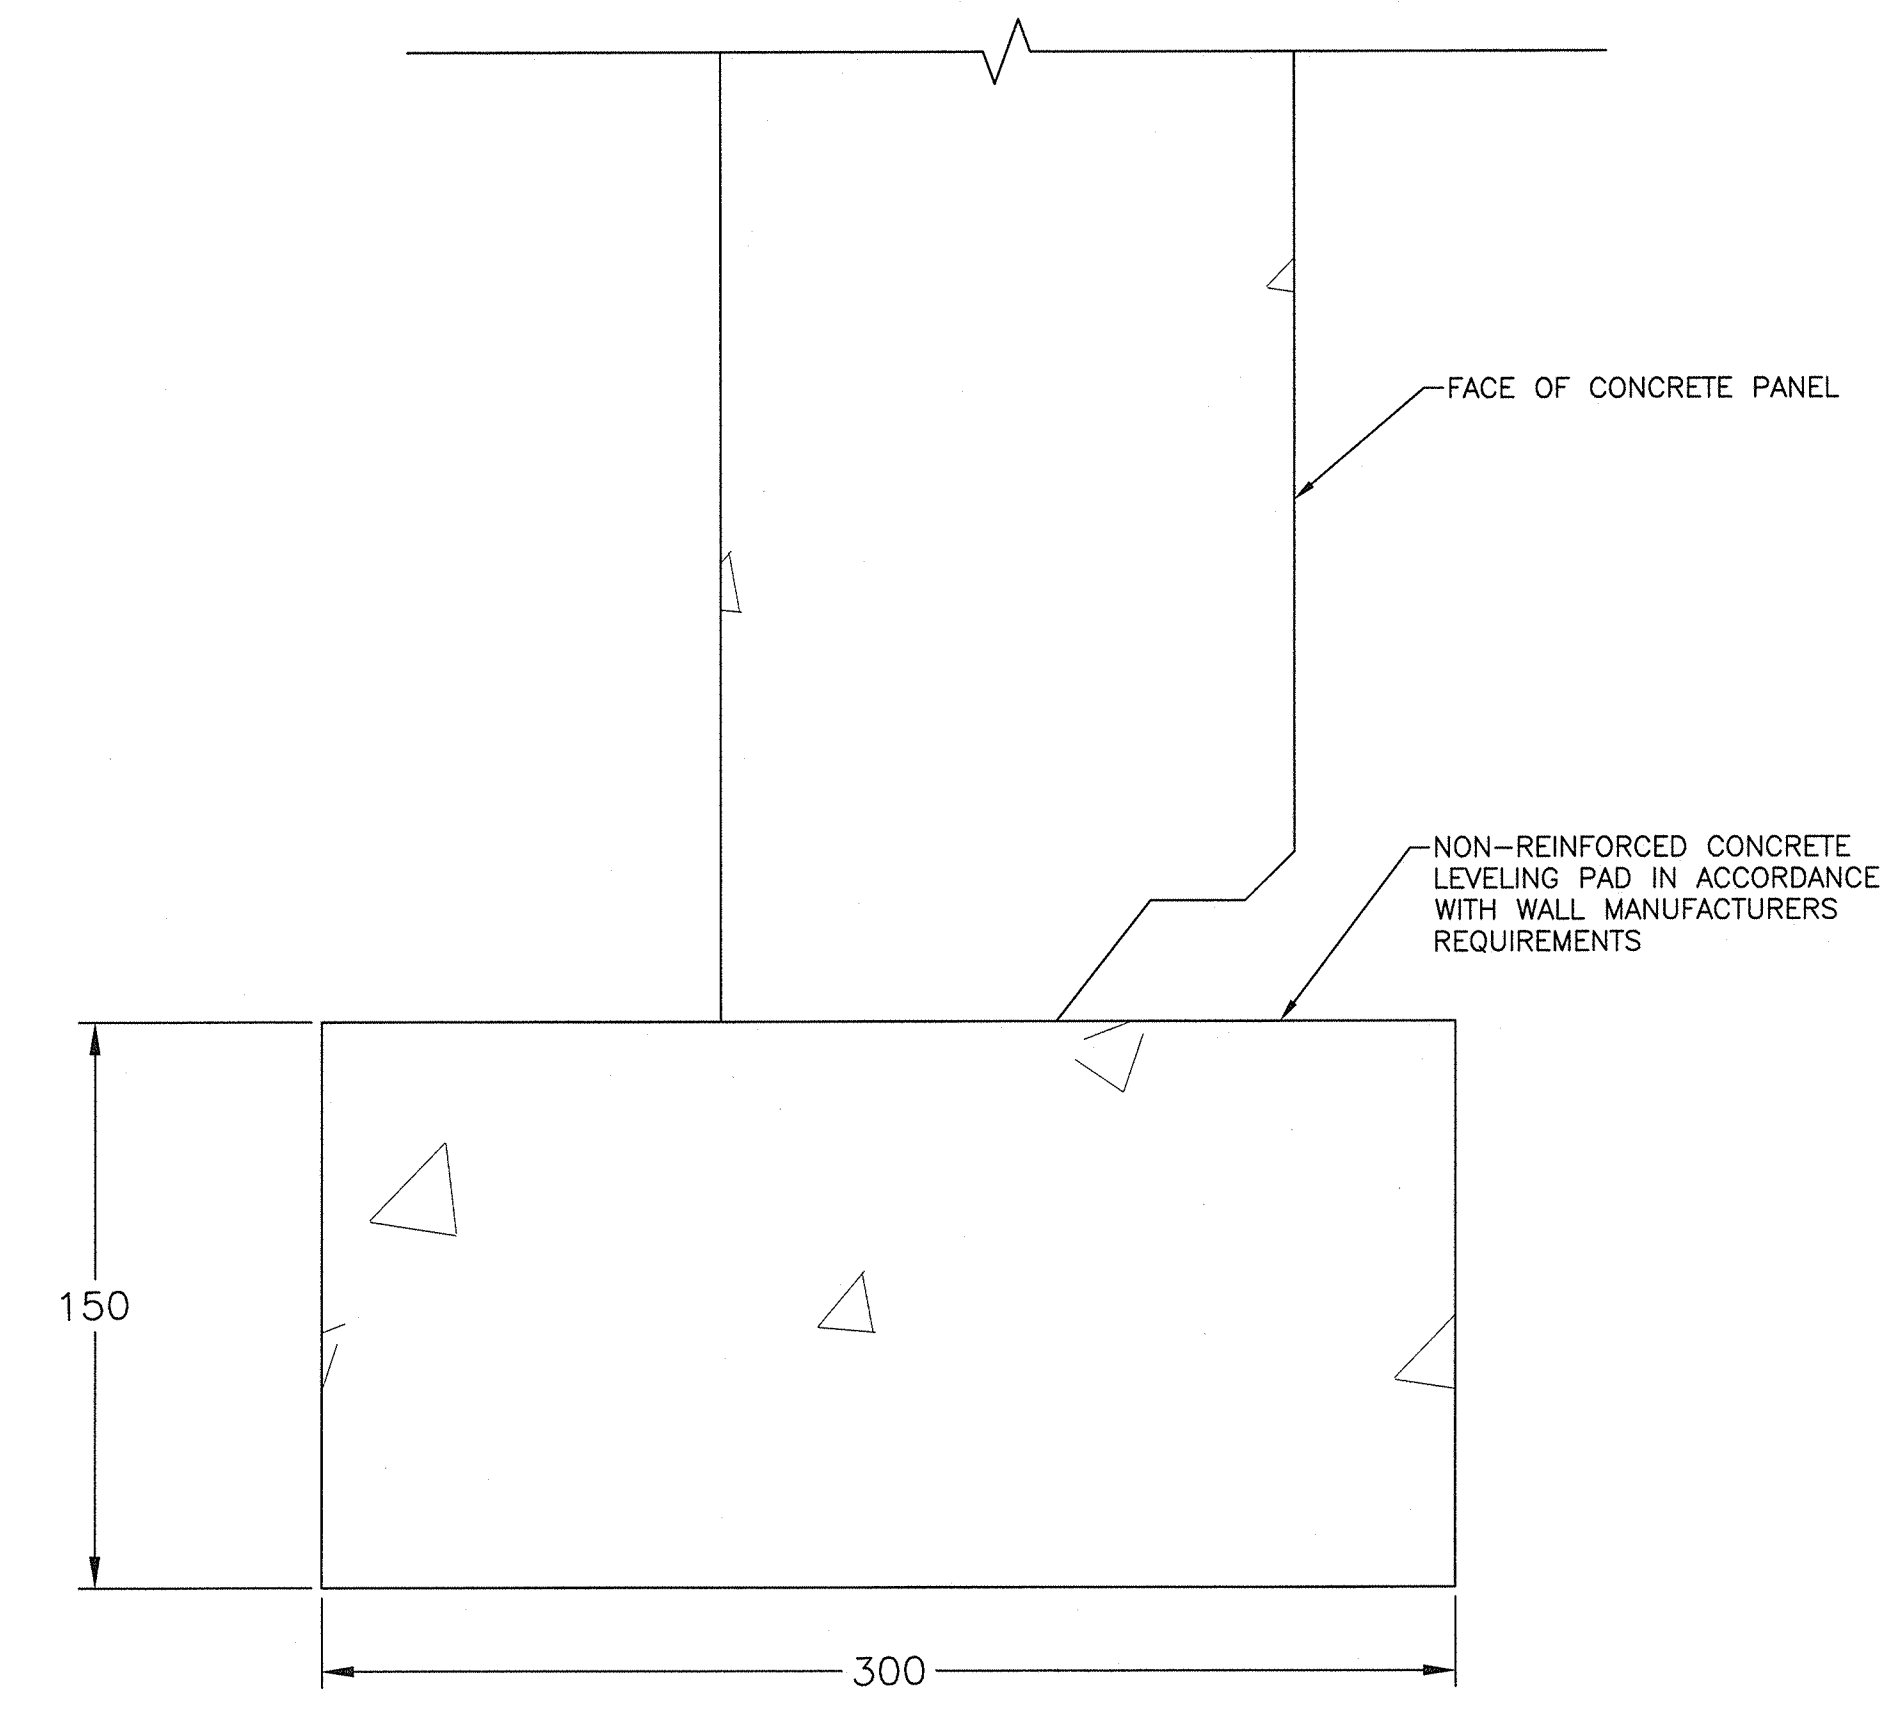 FACE OF CONCRETE PANEL
NON-REINFORCED CONCRETE
LEVELING PAD IN ACCORDANCE
WITH WALL MANUFACTURERS
REQUIREMENTS
150
300